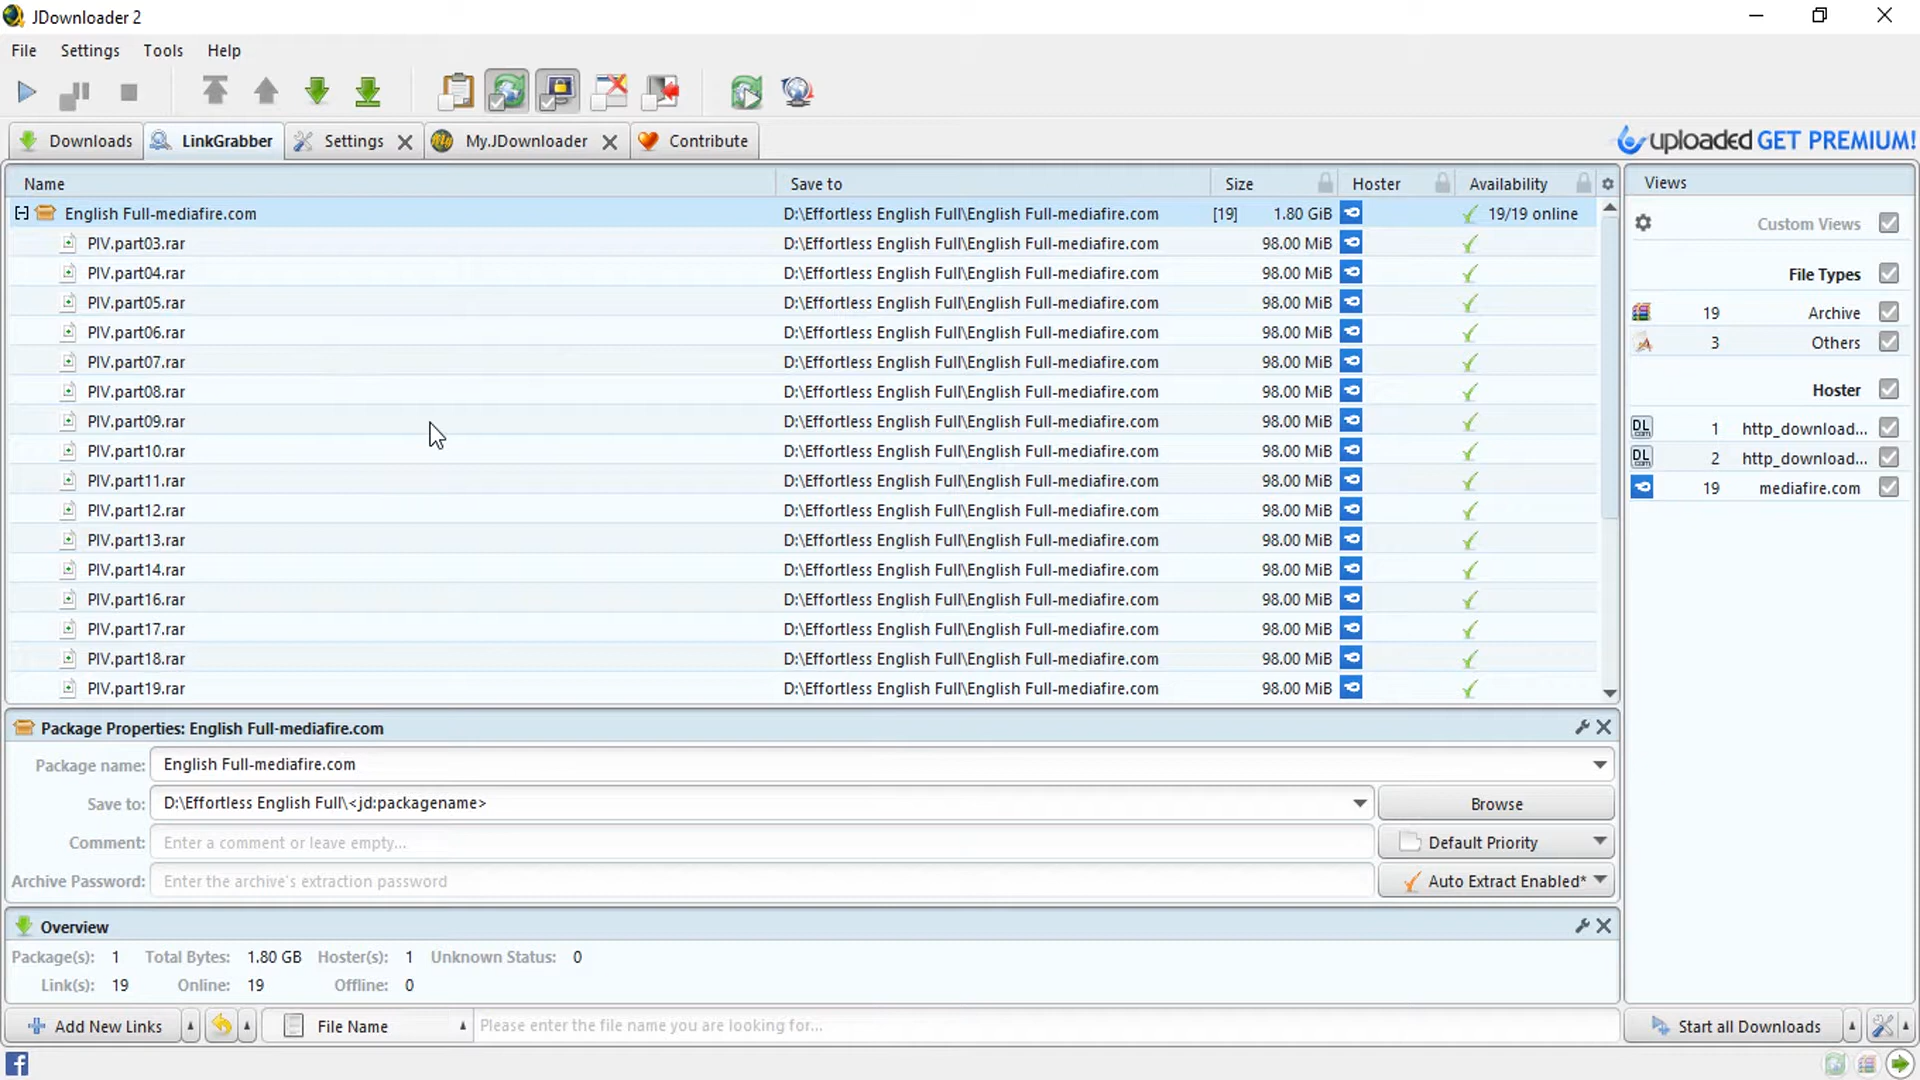 JDownloader 2
File Settings Tools Help
Downloads LinkGrabber Settings My.JDownloader Contribute uploaded GET PREMIUM!
Name Save to Size Hoster Availability Views
English Full-mediafire.com D:\Effortless English Full\English Full-mediafire.com [19] 1.80 GiB 19/19 online
Custom Views
PIV.part03.rar D:\Effortless English Full\English Full-mediafire.com 98.00 MiB
PIV.part04.rar D:\Effortless English Full\English Full-mediafire.com 98.00 MiB
File Types
PIV.part05.rar D:\Effortless English Full\English Full-mediafire.com 98.00 MiB
19 Archive
PIV.part06.rar D:\Effortless English Full\English Full-mediafire.com 98.00 MiB
3 Others
PIV.part07.rar D:\Effortless English Full\English Full-mediafire.com 98.00 MiB
PIV.part08.rar D:\Effortless English Full\English Full-mediafire.com 98.00 MiB
Hoster
PIV.part09.rar D:\Effortless English Full\English Full-mediafire.com 98.00 MiB
DL.com 1 http_download...
PIV.part10.rar D:\Effortless English Full\English Full-mediafire.com 98.00 MiB
DL.com 2 http_download...
PIV.part11.rar D:\Effortless English Full\English Full-mediafire.com 98.00 MiB
19 mediafire.com
PIV.part12.rar D:\Effortless English Full\English Full-mediafire.com 98.00 MiB
PIV.part13.rar D:\Effortless English Full\English Full-mediafire.com 98.00 MiB
PIV.part14.rar D:\Effortless English Full\English Full-mediafire.com 98.00 MiB
PIV.part16.rar D:\Effortless English Full\English Full-mediafire.com 98.00 MiB
PIV.part17.rar D:\Effortless English Full\English Full-mediafire.com 98.00 MiB
PIV.part18.rar D:\Effortless English Full\English Full-mediafire.com 98.00 MiB
PIV.part19.rar D:\Effortless English Full\English Full-mediafire.com 98.00 MiB
Package Properties: English Full-mediafire.com
Package name: English Full-mediafire.com
Save to: D:\Effortless English Full\<jd:packagename> Browse
Comment: Enter a comment or leave empty... Default Priority
Archive Password: Enter the archive's extraction password Auto Extract Enabled*
Overview
Package(s): 1 Total Bytes: 1.80 GB Hoster(s): 1 Unknown Status: 0
Link(s): 19 Online: 19 Offline: 0
Add New Links File Name Please enter the file name you are looking for... Start all Downloads